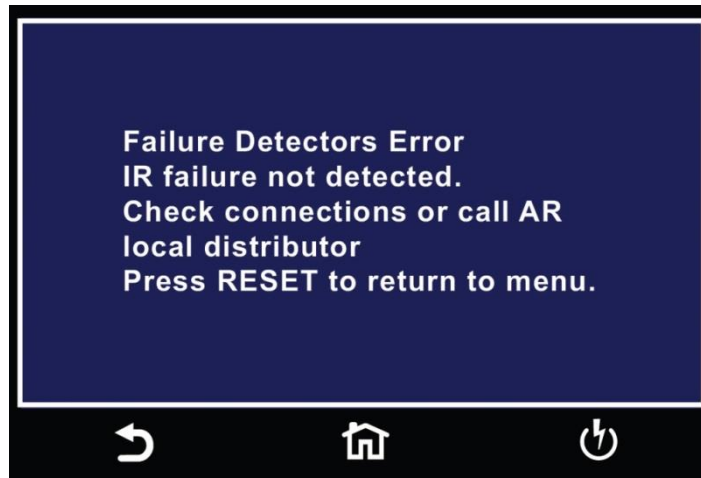 Failure Detectors Error
IR failure not detected.
Check connections or call AR
local distributor
Press RESET to return to menu.